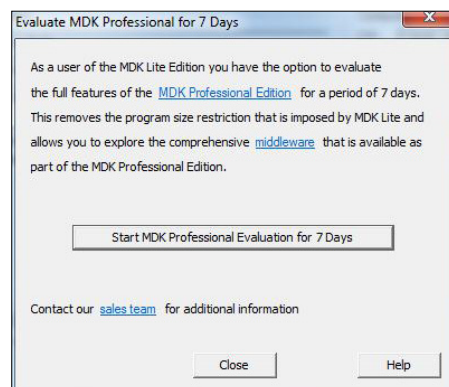 Evaluate MDK Professional for 7 Days
X
As a user of the MDK Lite Edition you have the option to evaluate
the full features of the MDK Professional Edition for a period of 7 days.
This removes the program size restriction that is imposed by MDK Lite and
allows you to explore the comprehensive middleware that is available as
part of the MDK Professional Edition.
Start MDK Professional Evaluation for 7 Days
Contact our sales team for additional information
Close Help